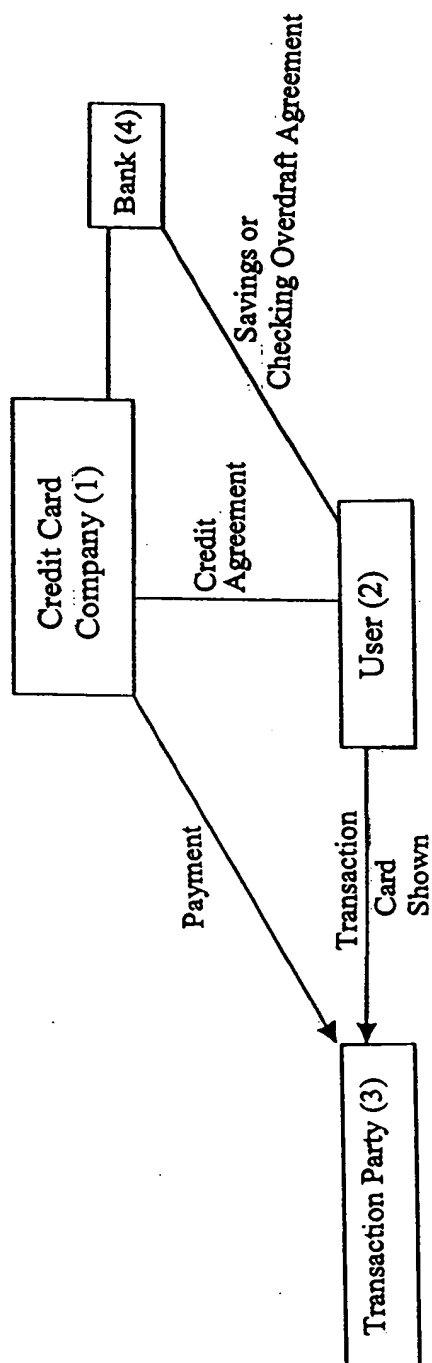 Credit Card
Company (1)
Bank (4)
Payment
Credit
Agreement
Savings or
Checking Overdraft Agreement
Transaction Party (3)
Transaction
Card
Shown
User (2)